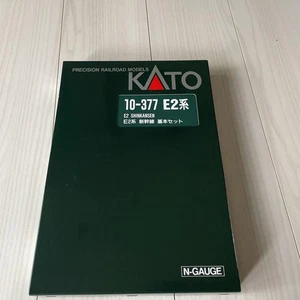 PRECISION RAILROAD MODELS
KATO
10-377 E2系
E2 SHINKANSEN
E2系 新幹線 基本セット
N-GAUGE